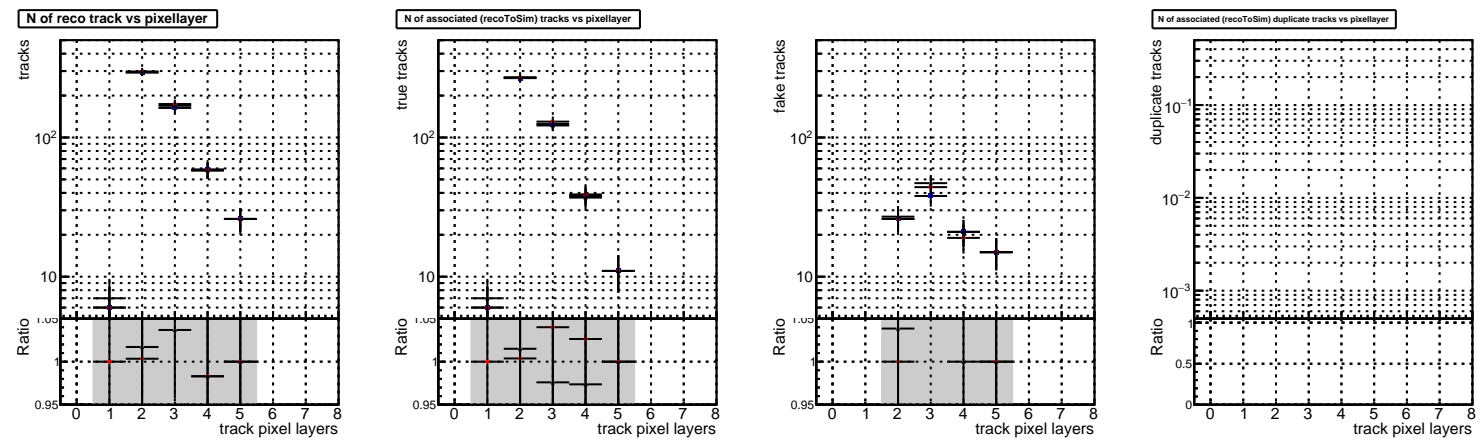 N of reco track vs pixellayer
tracks
10²
10
Ratio
1.05
1
0.95
0 1 2 3 4 5 6 7 8
track pixel layers
N of associated (recoToSim) tracks vs pixellayer
true tracks
10²
10
Ratio
1.05
1
0.95
0 1 2 3 4 5 6 7 8
track pixel layers
fake tracks
10²
10
Ratio
1.05
1
0.95
0 1 2 3 4 5 6 7 8
track pixel layers
N of associated (recoToSim) duplicate tracks vs pixellayer
duplicate tracks
10⁻¹
10⁻²
10⁻³
Ratio
1
0.5
0
0 1 2 3 4 5 6 7 8
track pixel layers